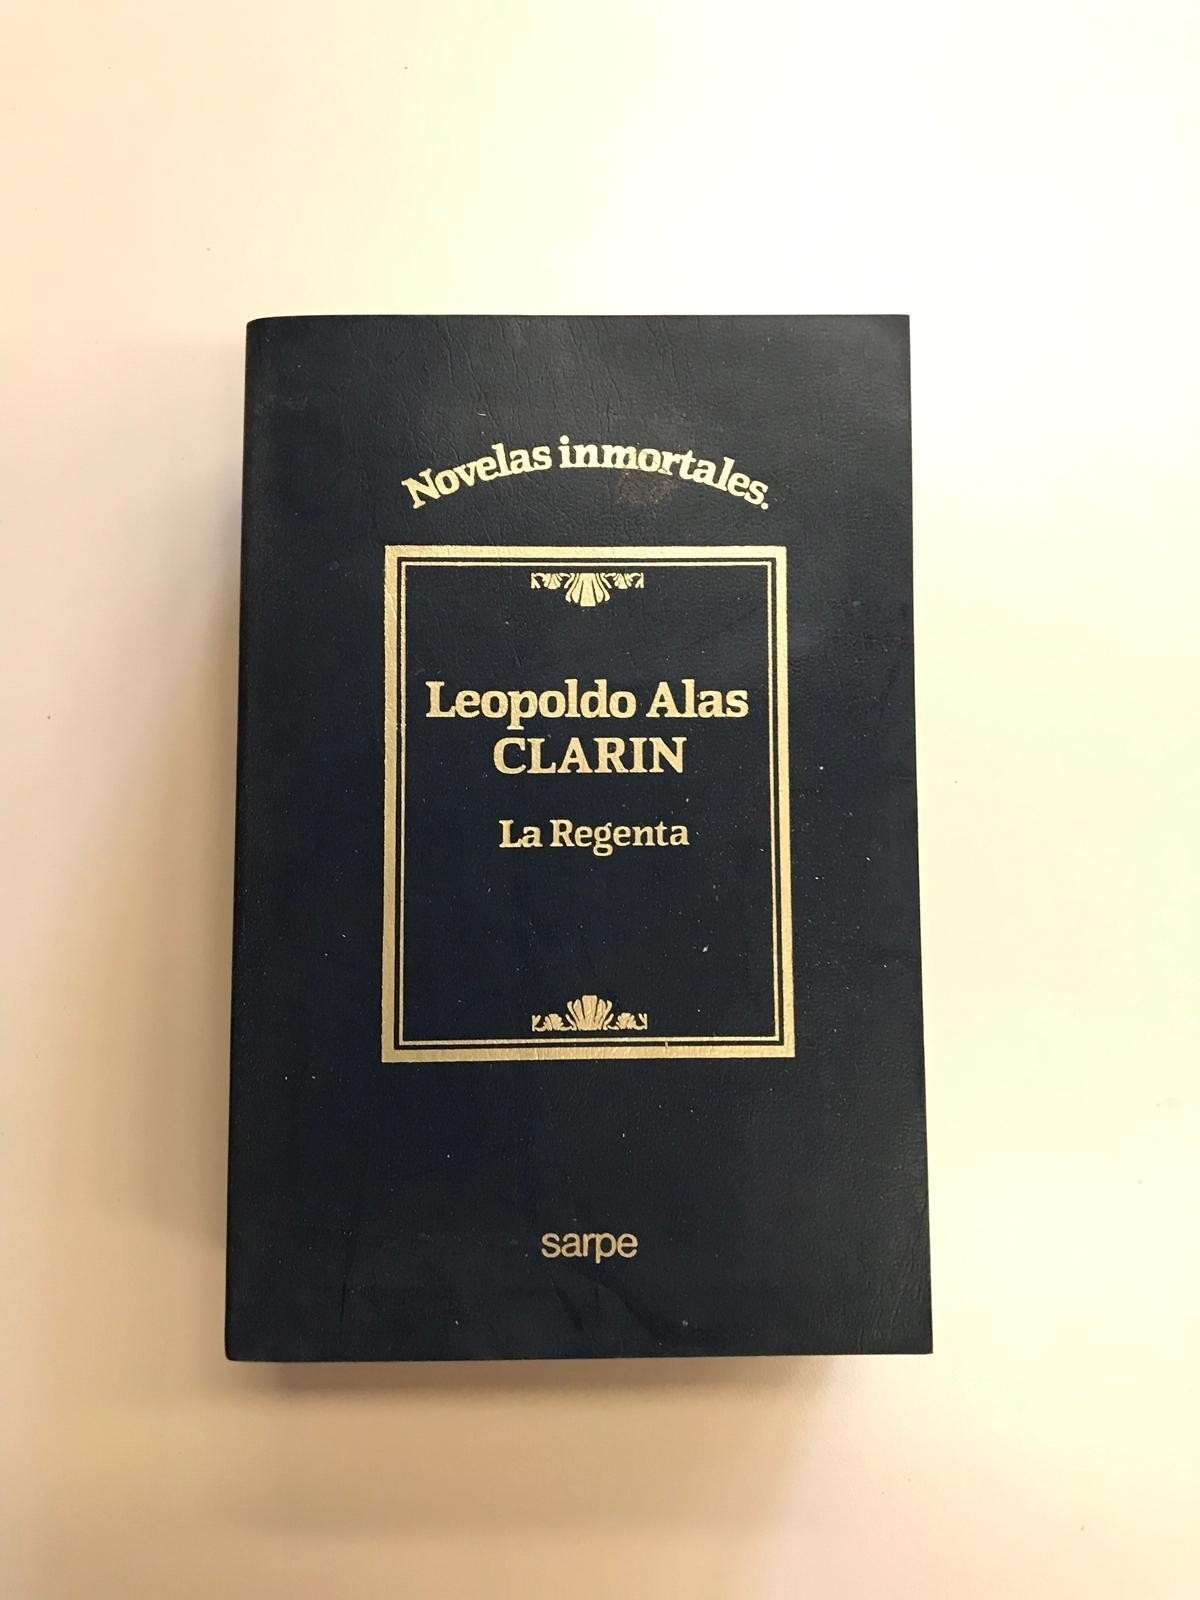 Novelas inmortales.
Leopoldo Alas
CLARIN
La Regenta
sarpe